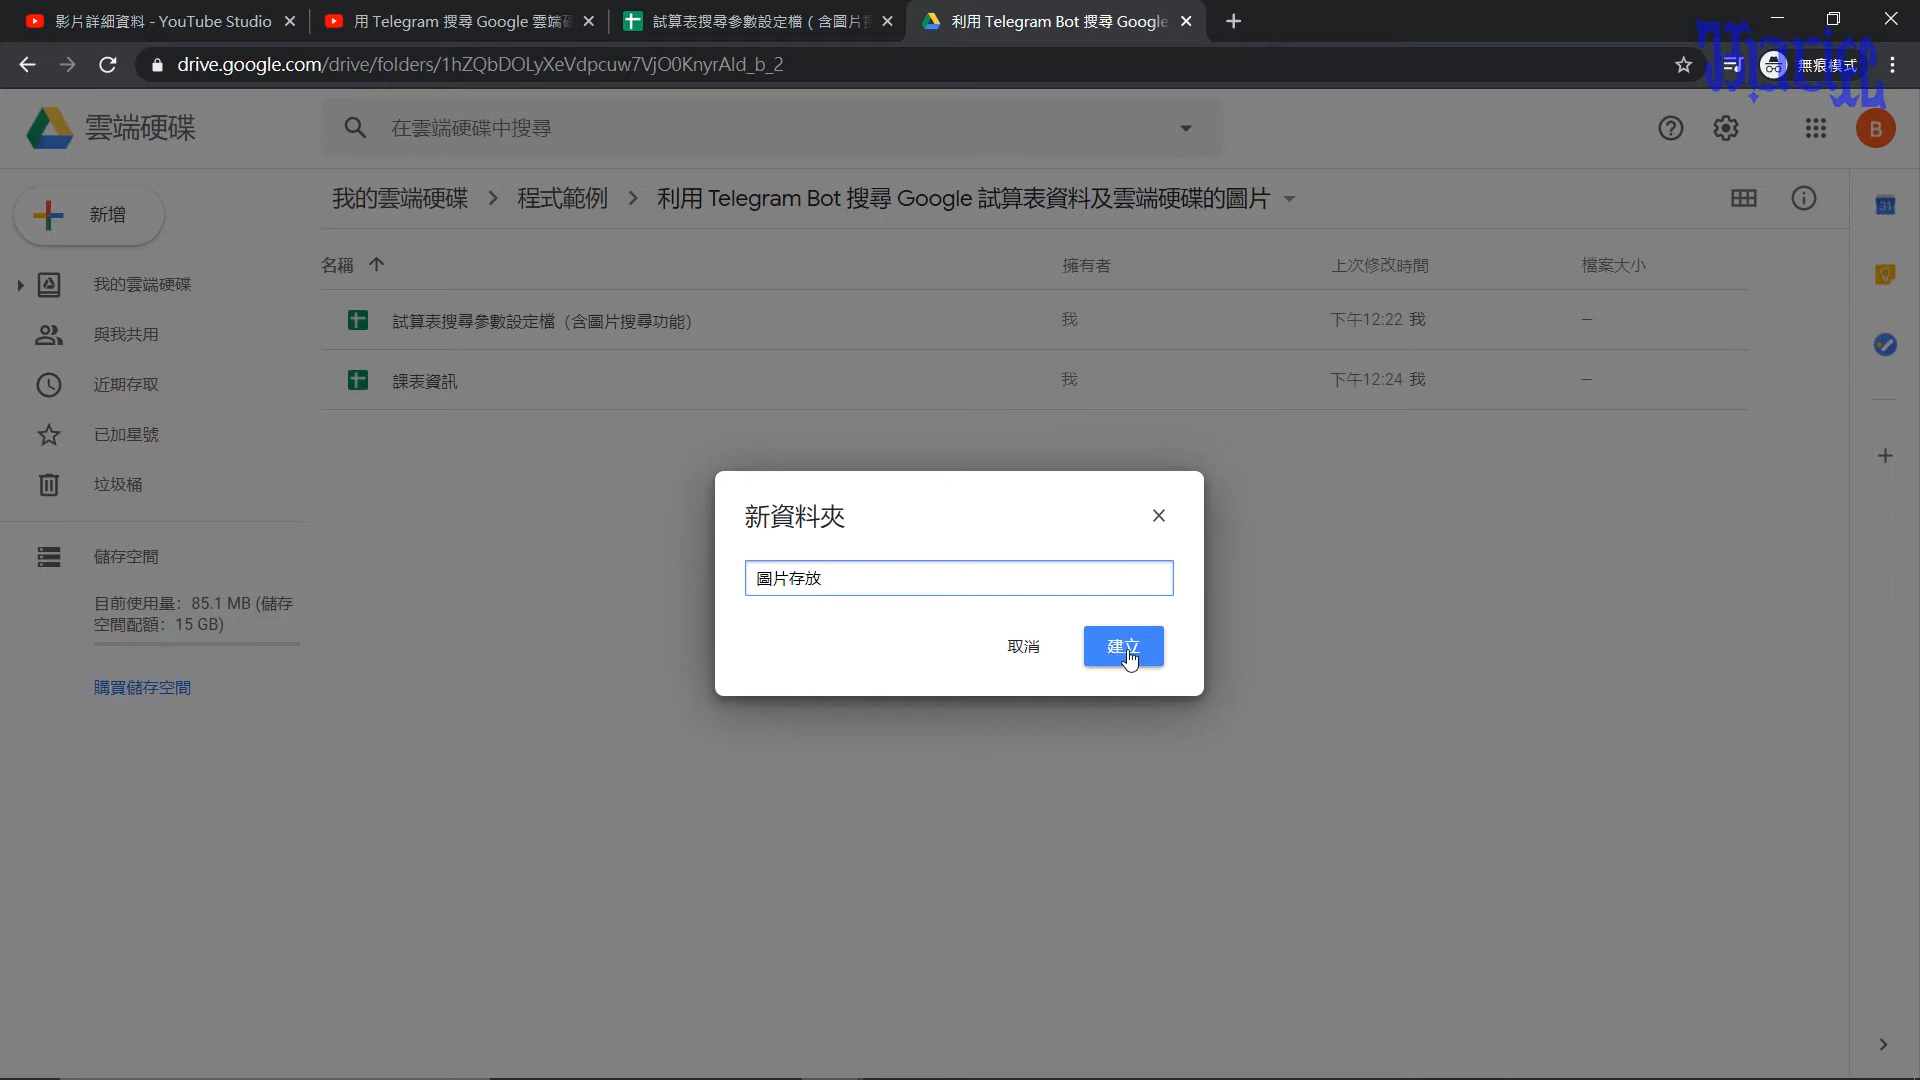 影片詳細資料 - YouTube Studio
用 Telegram 搜尋 Google 雲端
試算表搜尋參數設定檔 ( 含圖片
利用 Telegram Bot 搜尋 Google
drive.google.com/drive/folders/1hZQbDOLyXeVdpcuw7VjO0KnyrAld_b_2
無痕模式
雲端硬碟
在雲端硬碟中搜尋
B
新增
我的雲端硬碟
程式範例
利用 Telegram Bot 搜尋 Google 試算表資料及雲端硬碟的圖片
31
名稱
擁有者
上次修改時間
檔案大小
試算表搜尋參數設定檔（含圖片搜尋功能）
我
下午12:22 我
—
課表資訊
我
下午12:24 我
—
我的雲端硬碟
與我共用
近期存取
已加星號
垃圾桶
儲存空間
目前使用量：85.1 MB (儲存
空間配額：15 GB)
購買儲存空間
新資料夾
圖片存放
取消
建立